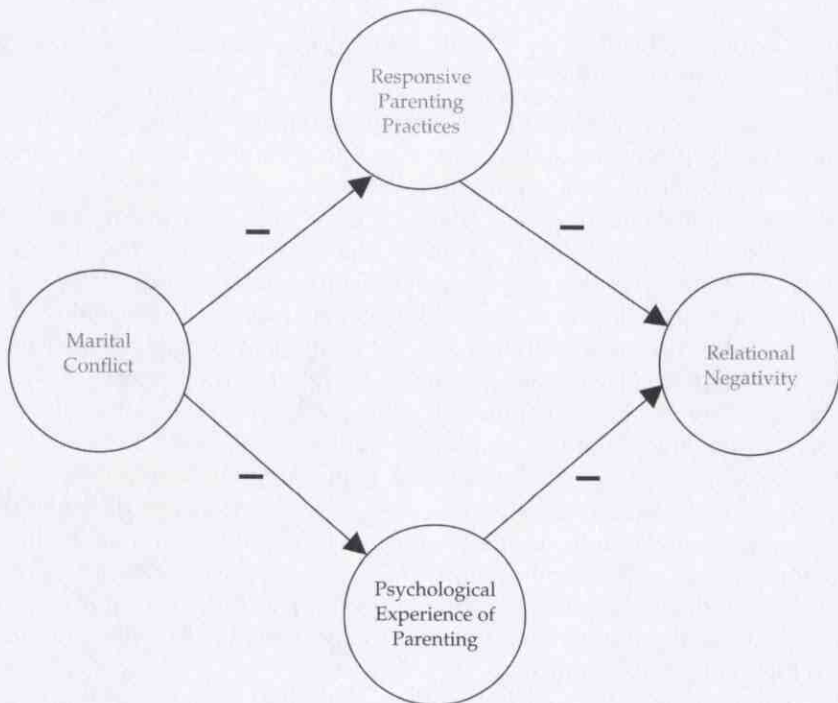 Responsive
Parenting
Practices
−
−
Marital
Conflict
Relational
Negativity
−
−
Psychological
Experience of
Parenting